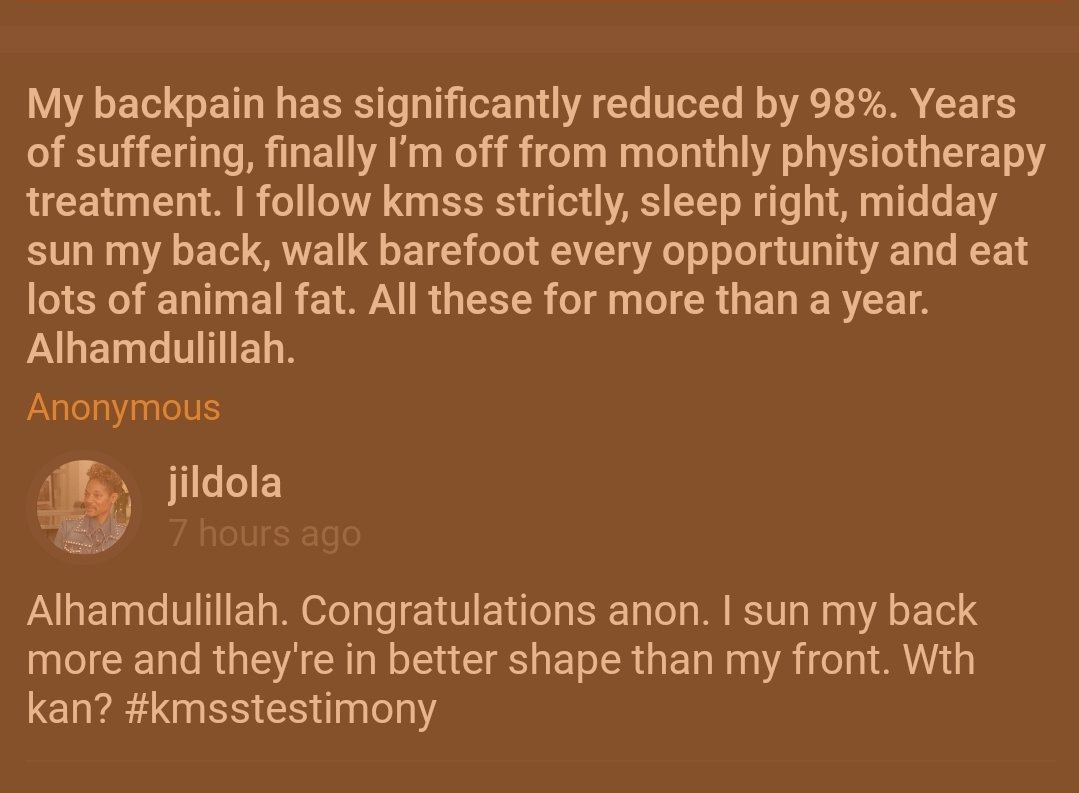 My backpain has significantly reduced by 98%. Years
of suffering, finally I’m off from monthly physiotherapy
treatment. I follow kmss strictly, sleep right, midday
sun my back, walk barefoot every opportunity and eat
lots of animal fat. All these for more than a year.
Alhamdulillah.
Anonymous
jildola
7 hours ago
Alhamdulillah. Congratulations anon. I sun my back
more and they're in better shape than my front. Wth
kan? #kmsstestimony